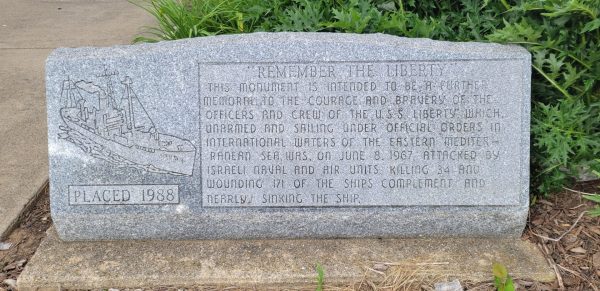 "REMEMBER THE LIBERTY"
THIS MONUMENT IS INTENDED TO BE A FURTHER
MEMORIAL TO THE COURAGE AND BRAVERY OF THE
OFFICERS AND CREW OF THE U.S.S. LIBERTY WHICH,
UNARMED AND SAILING UNDER OFFICIAL ORDERS IN
INTERNATIONAL WATERS OF THE EASTERN MEDITER-
RANEAN SEA, WAS, ON JUNE 8, 1967 ATTACKED BY
ISRAELI NAVAL AND AIR UNITS, KILLING 34 AND
WOUNDING 171 OF THE SHIPS COMPLEMENT AND
NEARLY SINKING THE SHIP.
PLACED 1988